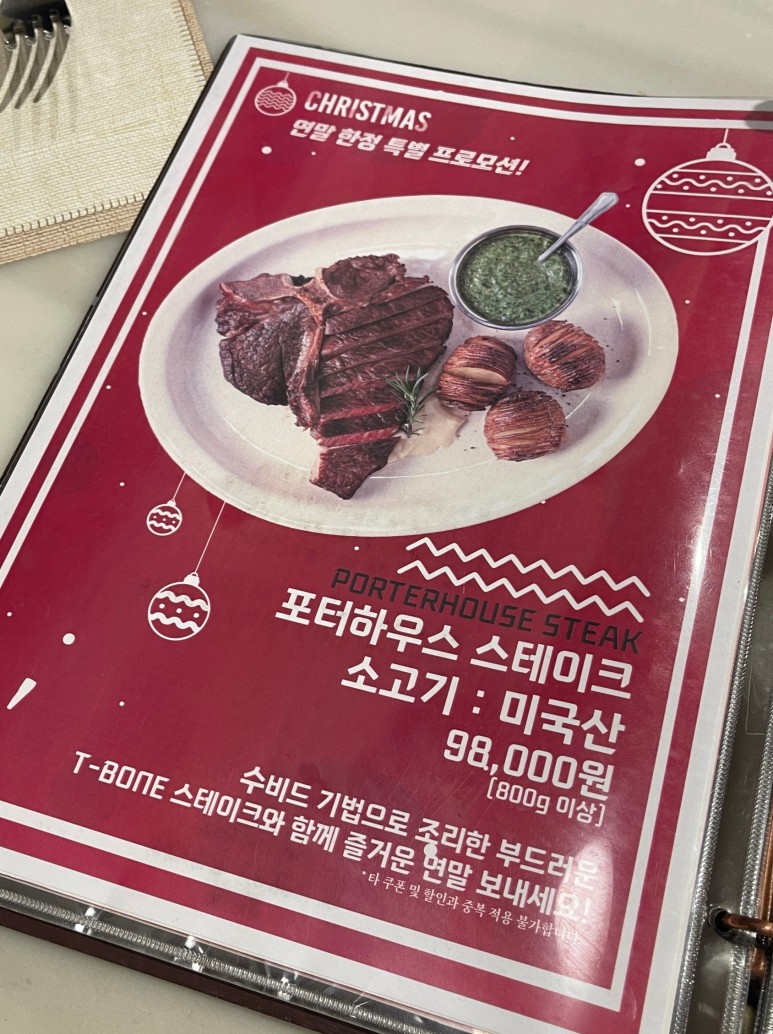 CHRISTMAS
연말 한정 특별 프로모션!
PORTERHOUSE STEAK
포터하우스 스테이크
소고기 : 미국산
98,000원
[800g 이상]
수비드 기법으로 조리한 부드러운
T-BONE 스테이크와 함께 즐거운 연말 보내세요!
*타 쿠폰 및 할인과 중복 적용 불가합니다